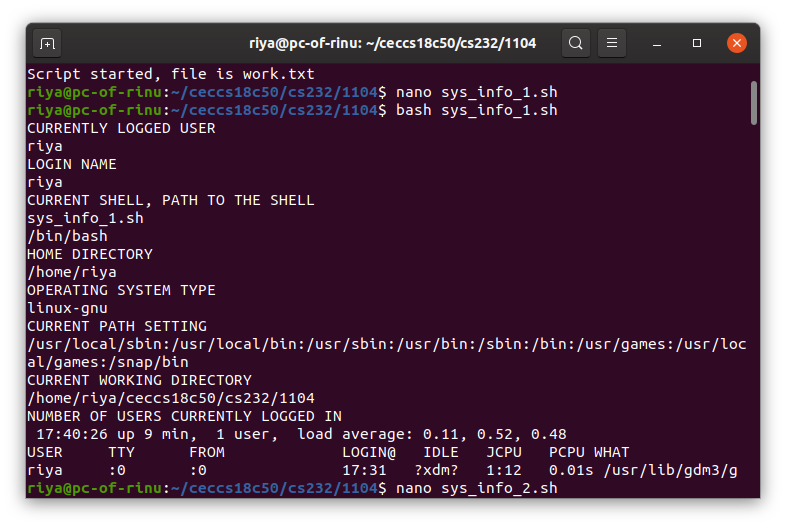 riya@pc-of-rinu: ~/ceccs18c50/cs232/1104
Script started, file is work.txt
riya@pc-of-rinu:~/ceccs18c50/cs232/1104$ nano sys_info_1.sh
riya@pc-of-rinu:~/ceccs18c50/cs232/1104$ bash sys_info_1.sh
CURRENTLY LOGGED USER
riya
LOGIN NAME
riya
CURRENT SHELL, PATH TO THE SHELL
sys_info_1.sh
/bin/bash
HOME DIRECTORY
/home/riya
OPERATING SYSTEM TYPE
linux-gnu
CURRENT PATH SETTING
/usr/local/sbin:/usr/local/bin:/usr/sbin:/usr/bin:/sbin:/bin:/usr/games:/usr/loc
al/games:/snap/bin
CURRENT WORKING DIRECTORY
/home/riya/ceccs18c50/cs232/1104
NUMBER OF USERS CURRENTLY LOGGED IN
 17:40:26 up 9 min,  1 user,  load average: 0.11, 0.52, 0.48
USER     TTY      FROM             LOGIN@   IDLE   JCPU   PCPU WHAT
riya     :0       :0               17:31   ?xdm?   1:12   0.01s /usr/lib/gdm3/g
riya@pc-of-rinu:~/ceccs18c50/cs232/1104$ nano sys_info_2.sh